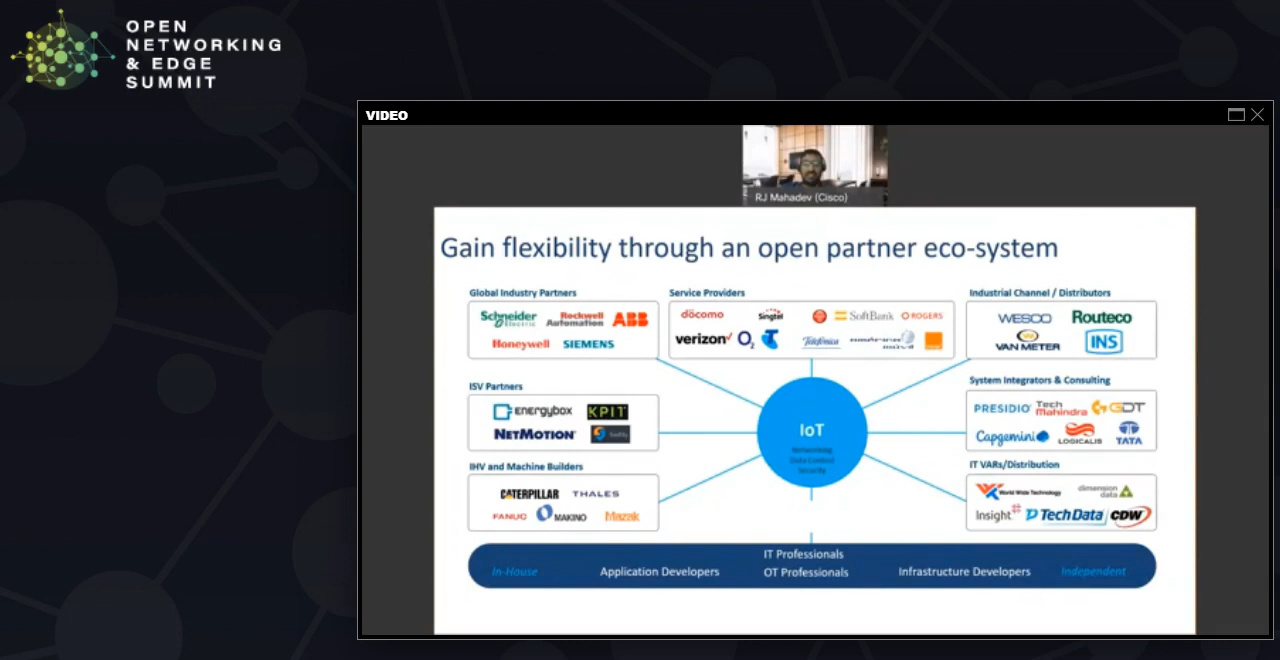 OPEN
NETWORKING
& EDGE
SUMMIT
VIDEO
RJ Mahadev (Cisco)
Gain flexibility through an open partner eco-system
Global Industry Partners
Schneider Electric
Rockwell Automation
ABB
Honeywell
SIEMENS
Service Providers
döcomo
Singtel
SoftBank
ROGERS
verizon✓
O2
Telefónica
Industrial Channel / Distributors
WESCO
Routeco
VAN METER
INS
ISV Partners
energybox
KPIT
NETMOTION
System Integrators & Consulting
PRESIDIO
Tech Mahindra
GDT
Capgemini
LOGICALIS
TATA
IoT
Networking
Data Control
Security
IHV and Machine Builders
CATERPILLAR
THALES
FANUC
MAKINO
Mazak
IT VARs/Distribution
World Wide Technology
dimension data
Insight
Tech Data
CDW
In-House
Application Developers
IT Professionals
OT Professionals
Infrastructure Developers
Independent